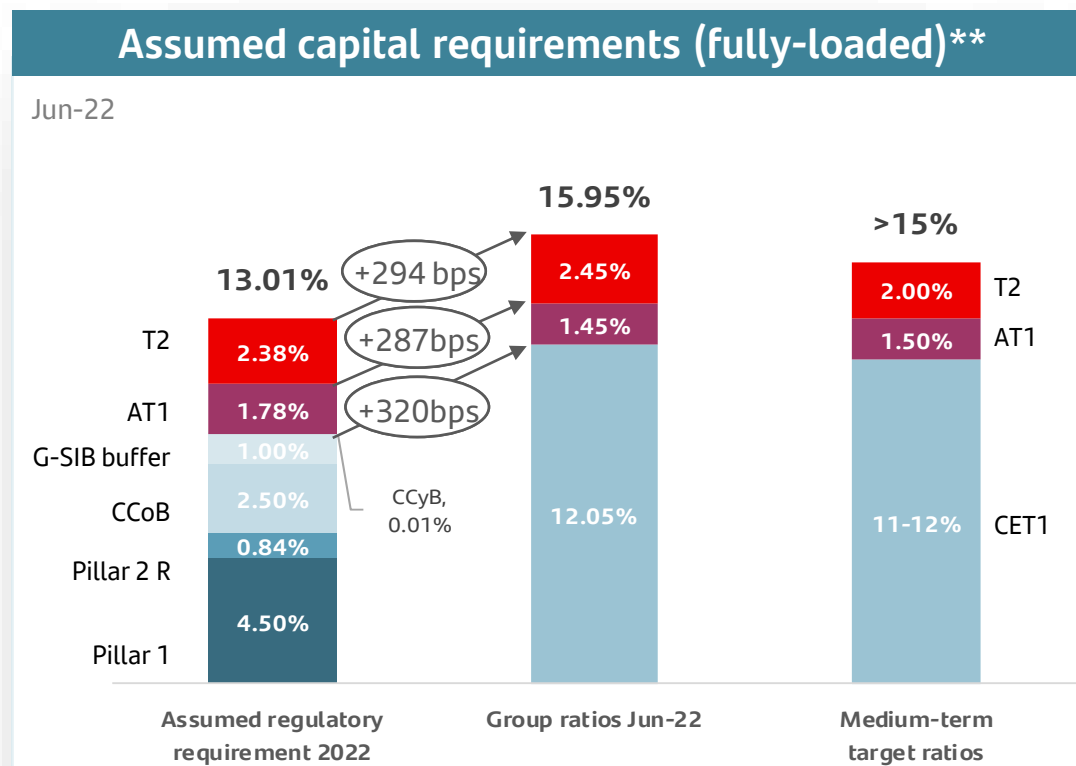 Assumed capital requirements (fully-loaded)**
Jun-22
13.01%
15.95%
>15%
+294 bps
+287bps
+320bps
T2
2.38%
AT1
1.78%
G-SIB buffer
1.00%
CCoB
2.50%
0.84%
Pillar 2 R
4.50%
Pillar 1
CCyB,
0.01%
2.45%
1.45%
12.05%
2.00%
T2
1.50%
AT1
11-12%
CET1
Assumed regulatory
requirement 2022
Group ratios Jun-22
Medium-term
target ratios